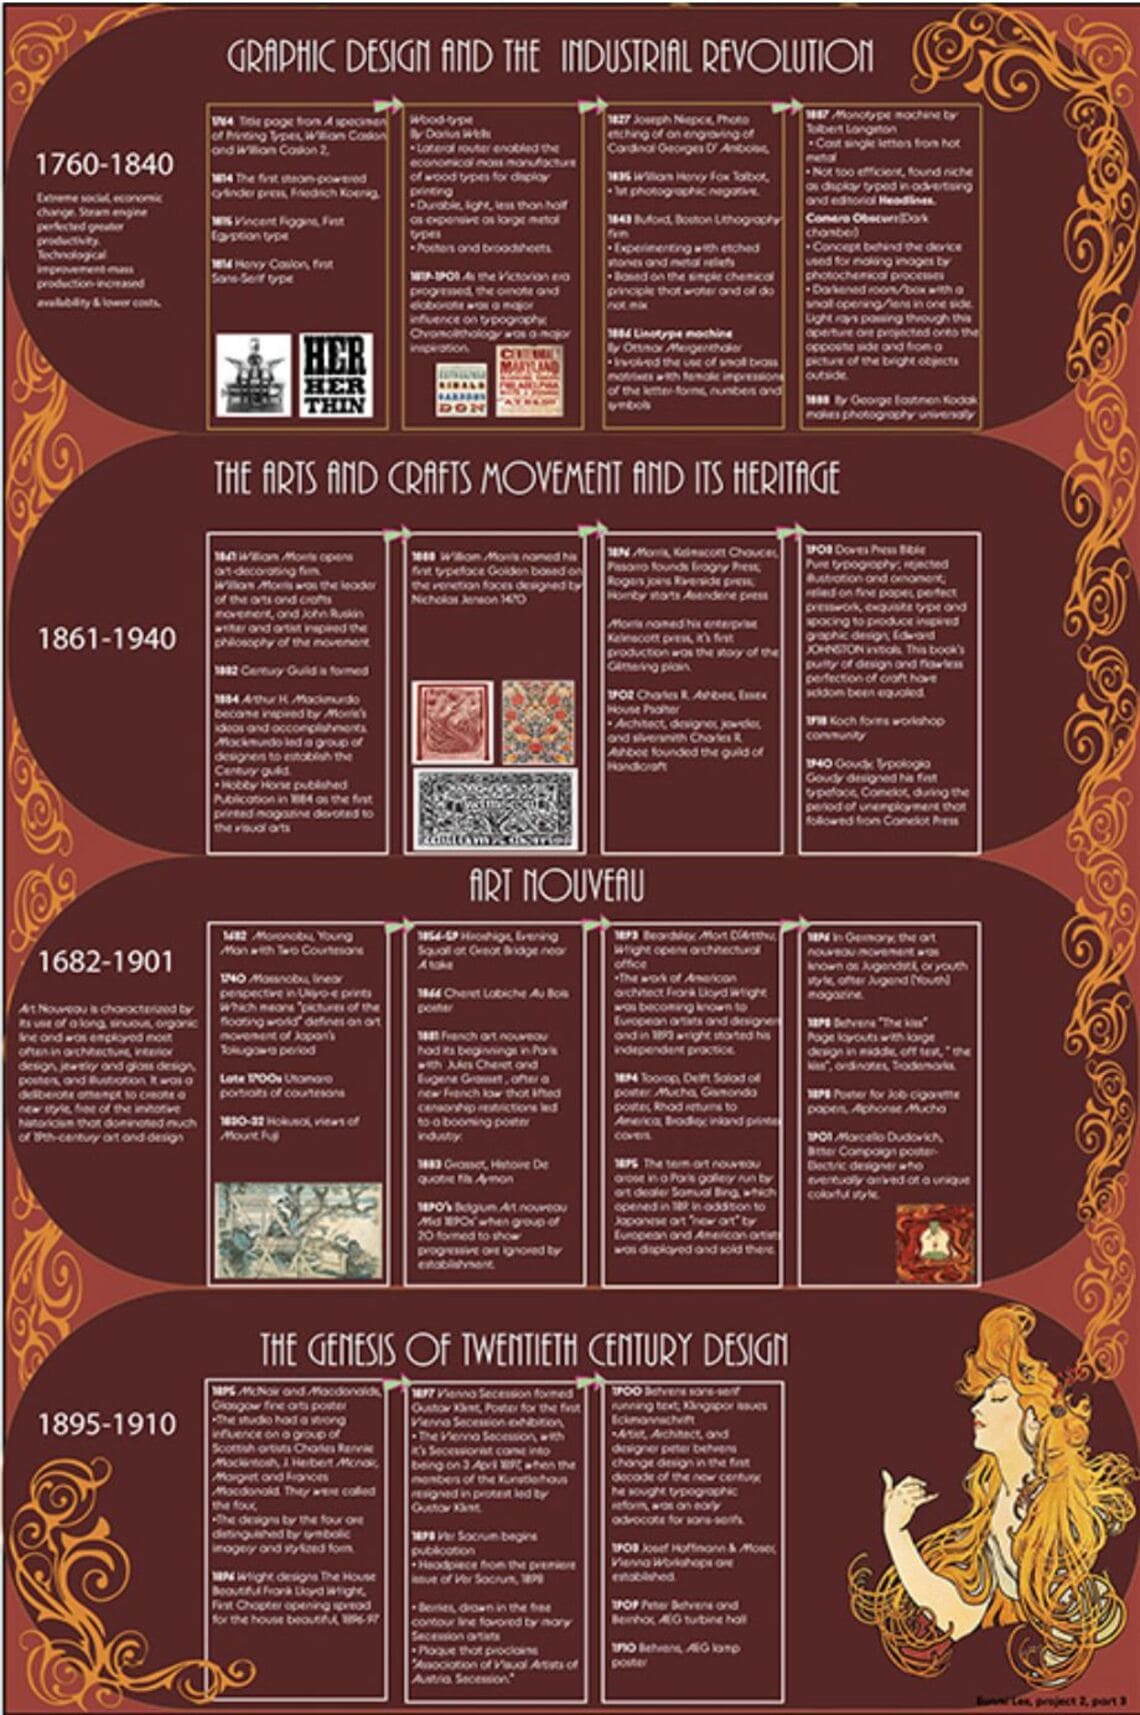 GRAPHIC DESIGN AND THE INDUSTRIAL REVOLUTION
1760-1840
Extreme social, economic
change. Steam engine
perfected greater
productivity.
Technological
improvement-mass
production-increased
availability & lower costs.
1764 Title page from A specimen
of Printing Types, William Caslon
and William Caslon 2,
1814 The first steam-powered
cylinder press, Friedrich Koenig,
1815 Vincent Figgins, First
Egyptian type
1816 Henry Caslon, first
Sans-Serif type
HER
HER
THIN
Wood-type
By Darius Wells
• Lateral router enabled the
economical mass manufacture
of wood types for display
printing
• Durable, light, less than half
as expensive as large metal
types
• Posters and broadsheets.
1819-1901 As the Victorian era
progressed, the ornate and
elaborate was a major
influence on typography,
Chromolithology was a major
inspiration.
CENTENNIAL
MARYLAND
PHILADELPHIA
DON
1827 Joseph Niepce, Photo
etching of an engraving of
Cardinal Georges D' Amboise,
1835 William Henry Fox Talbot,
• 1st photographic negative.
1843 Buford, Boston Lithography
firm
• Experimenting with etched
stones and metal reliefs
• Based on the simple chemical
principle that water and oil do
not mix
1886 Linotype machine
By Ottmar Mergenthaler
• Involved the use of small brass
matrixes with female impressions
of the letter-forms, numbers and
symbols
1887 Monotype machine by
Tolbert Langston
• Cast single letters from hot
metal
• Not too efficient, found niche
as display typed in advertising
and editorial Headlines.
Camera Obscure(Dark
chamber)
• Concept behind the device
used for making images by
photochemical processes
• Darkened room/box with a
small opening/lens in one side.
Light rays passing through this
aperture are projected onto the
opposite side and from a
picture of the bright objects
outside.
1888 By George Eastmen Kodak
makes photography universally
THE ARTS AND CRAFTS MOVEMENT AND ITS HERITAGE
1861-1940
1861 William Morris opens
art-decorating firm.
William Morris was the leader
of the arts and crafts
movement, and John Ruskin
writer and artist inspired the
philosophy of the movement
1882 Century Guild is formed
1884 Arthur H. Mackmurdo
became inspired by Morris's
ideas and accomplishments.
Mackmurdo led a group of
designers to establish the
Century guild.
• Hobby Horse published
Publication in 1884 as the first
printed magazine devoted to
the visual arts
1888 William Morris named his
first typeface Golden based on
the venetian faces designed by
Nicholas Jenson 1470
1896 Morris, Kelmscott Chaucer,
Pissarro founds Eragny Press;
Rogers joins Riverside press;
Hornby starts Asendene press
Morris named his enterprise
Kelmscott press, it's first
production was the story of the
Glittering plain.
1902 Charles R. Ashbee, Essex
House Psalter
• Architect, designer, jeweler,
and silversmith Charles R.
Ashbee founded the guild of
Handicraft
1903 Doves Press Bible
Pure typography; rejected
illustration and ornament;
relied on fine paper, perfect
presswork, exquisite type and
spacing to produce inspired
graphic design, Edward
JOHNSTON initials. This book's
purity of design and flawless
perfection of craft have
seldom been equaled.
1918 Koch forms workshop
community
1940 Goudy, Typologia
Goudy designed his first
typeface, Camelot, during the
period of unemployment that
followed from Camelot Press
ART NOUVEAU
1682-1901
Art Nouveau is characterized by
its use of a long, sinuous, organic
line and was employed most
often in architecture, interior
design, jewelry and glass design,
posters, and illustration. It was a
deliberate attempt to create a
new style, free of the imitative
historicism that dominated much
of 19th-century art and design
1682 Moronobu, Young
Man with Two Courtesans
1740 Massnobu, linear
perspective in Ukiyo-e prints
Which means "pictures of the
floating world" defines an art
movement of Japan's
Tokugawa period
Late 1700s Utamaro
portraits of courtesans
1830-32 Hokusai, views of
Mount Fuji
1856-59 Hiroshige, Evening
Squall at Great Bridge near
Atake
1866 Cheret Labiche Au Bois
poster
1881 French art nouveau
had its beginnings in Paris
with Jules Cheret and
Eugene Grasset , after a
new French law that lifted
censorship restrictions led
to a booming poster
industry.
1883 Grasset, Histoire De
quatre fils Aymon
1890's Belgium Art nouveau
Mid 1890s' when group of
20 formed to show
progressive are ignored by
establishment.
1893 Beardsley, Mort D'Arthu;
Wright opens architectural
office
•The work of American
architect Frank Lloyd Wright
was becoming known to
European artists and designers
and in 1893 wright started his
independent practice.
1894 Toorop, Delft Salad oil
poster: Mucha, Gismonda
poster, Rhad returns to
America, Bradley; inland printer
covers.
1895 The term art nouveau
arose in a Paris gallery run by
art dealer Samual Bing, which
opened in 189. In addition to
Japanese art "new art" by
European and American artists
was displayed and sold there.
1896 In Germany, the art
nouveau movement was
known as Jugendstil, or youth
style, after Jugend (Youth)
magazine.
1898 Behrens "The kiss"
Page layouts with large
design in middle, off test, " the
kiss", ordinates, Trademarks.
1898 Poster for Job cigarette
papers, Alphonse Mucha
1901 Marcello Dudovich,
Bitter Campaign poster-
Electric designer who
eventually arrived at a unique
colorful style.
THE GENESIS OF TWENTIETH CENTURY DESIGN
1895-1910
1895 McNair and Macdonalds,
Glasgow fine arts poster
•The studio had a strong
influence on a group of
Scottish artists Charles Rennie
Mackintosh, J. Herbert Mcnair,
Margret and Frances
Macdonald. They were called
the four,
•The designs by the four are
distinguished by symbolic
imagery and stylized form.
1896 Wright designs The House
Beautiful Frank Lloyd Wright,
First Chapter opening spread
for the house beautiful, 1896-97
1897 Vienna Secession formed
Gustav Klimt, Poster for the first
Vienna Secession exhibition,
• The Vienna Secession, with
it's Secessionist came into
being on 3 April 1897, when the
members of the Kunstlerhaus
resigned in protest led by
Gustav Klimt.
1898 Ver Sacrum begins
publication
• Headpiece from the premiere
issue of Ver Sacrum, 1898
• Berries, drawn in the free
contour line favored by many
Secession artists
• Plaque that proclaims
"Association of Visual Artists of
Austria. Secession."
1900 Behrens sans-serif
running text; Klingspor issues
Eckmannschrift
•Artist, Architect, and
designer peter behrens
change design in the first
decade of the new century,
he sought typographic
reform, was an early
advocate for sans-serifs.
1903 Josef Hoffmann & Moser,
Vienna Workshops are
established.
1909 Peter Behrens and
Bernhar, AEG turbine hall
1910 Behrens, AEG lamp
poster
Lee, project 2, part 3